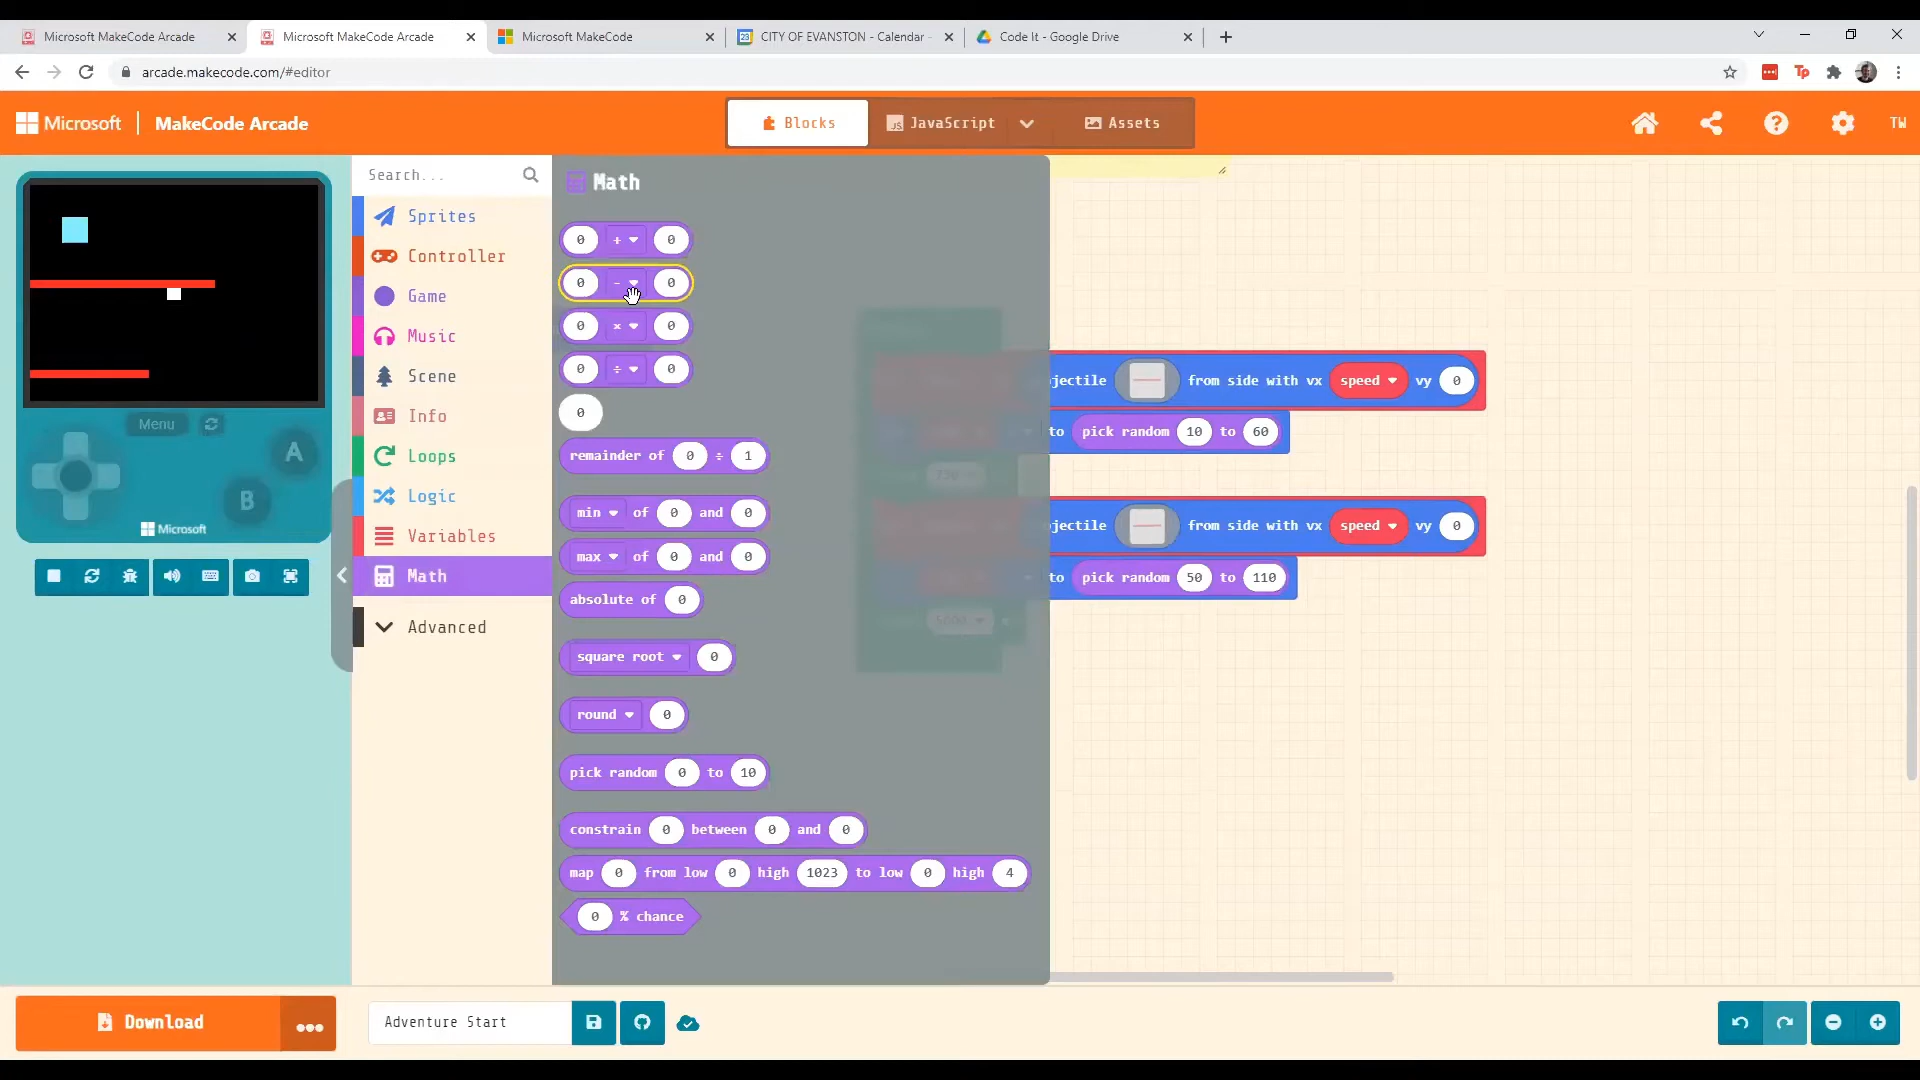 Microsoft MakeCode Arcade
Microsoft MakeCode Arcade
Microsoft MakeCode
23
CITY OF EVANSTON - Calendar -
Code It - Google Drive
arcade.makecode.com/#editor
Tp
Microsoft
MakeCode Arcade
Blocks
JS
JavaScript
Assets
TW
Search...
Math
Sprites
0 + 0
Controller
0 - 0
Game
0 × 0
Music
0 ÷ 0
Scene
jectile from side with vx speed vy 0
Info
0
Menu
to pick random 10 to 60
A
Loops
remainder of 0 ÷ 1
B
Logic
min of 0 and 0
Microsoft
jectile from side with vx speed vy 0
Variables
max of 0 and 0
Math
to pick random 50 to 110
absolute of 0
5000
Advanced
square root 0
round 0
pick random 0 to 10
constrain 0 between 0 and 0
map 0 from low 0 high 1023 to low 0 high 4
0 % chance
Download
Adventure Start